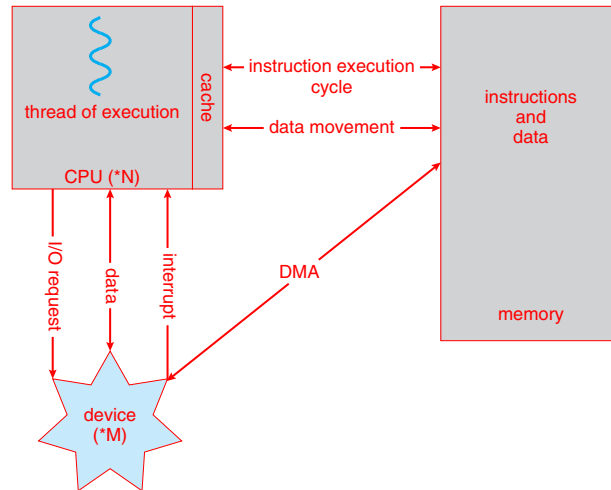 thread of execution
cache
CPU (*N)
instruction execution
cycle
data movement
instructions
and
data
memory
I/O request
data
interrupt
DMA
device
(*M)